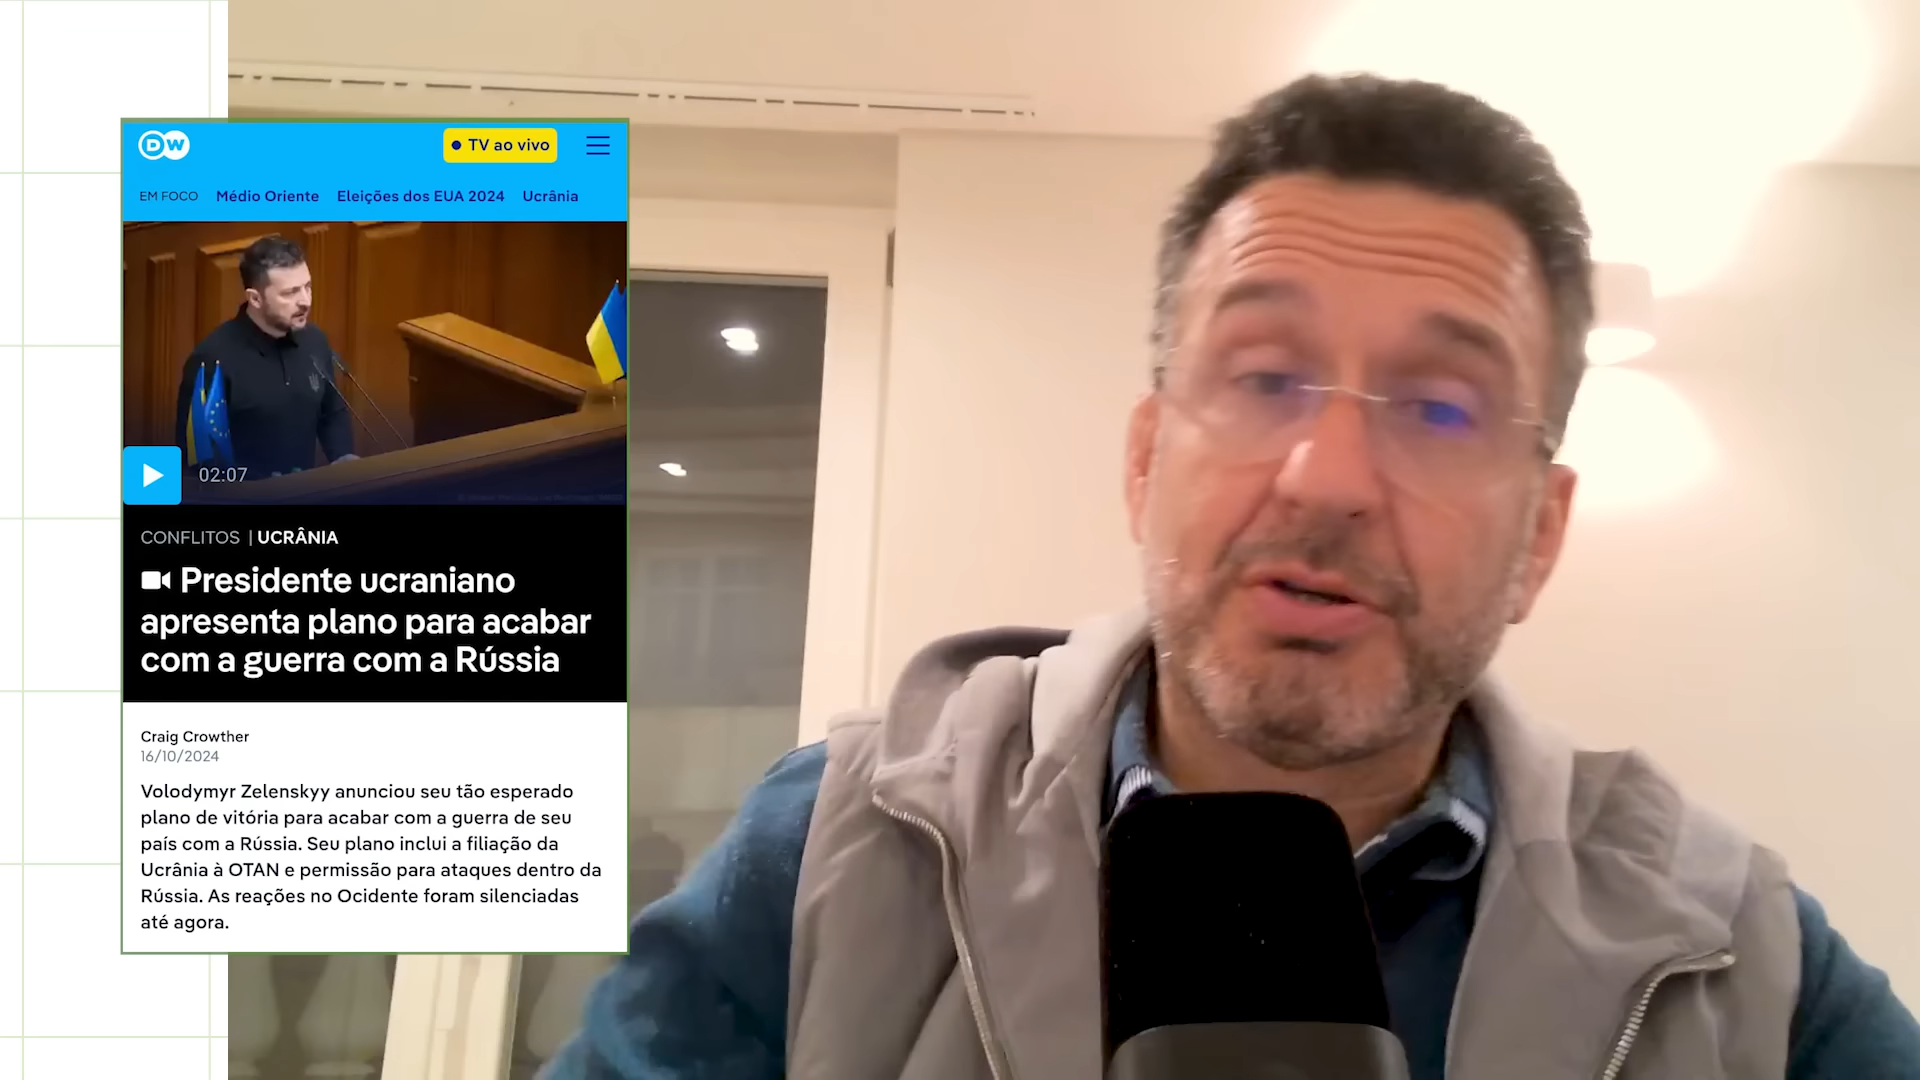 DW
TV ao vivo
EM FOCO Médio Oriente Eleições dos EUA 2024 Ucrânia
02:07
CONFLITOS | UCRÂNIA
Presidente ucraniano
apresenta plano para acabar
com a guerra com a Rússia
Craig Crowther
16/10/2024
Volodymyr Zelenskyy anunciou seu tão esperado
plano de vitória para acabar com a guerra de seu
país com a Rússia. Seu plano inclui a filiação da
Ucrânia à OTAN e permissão para ataques dentro da
Rússia. As reações no Ocidente foram silenciadas
até agora.